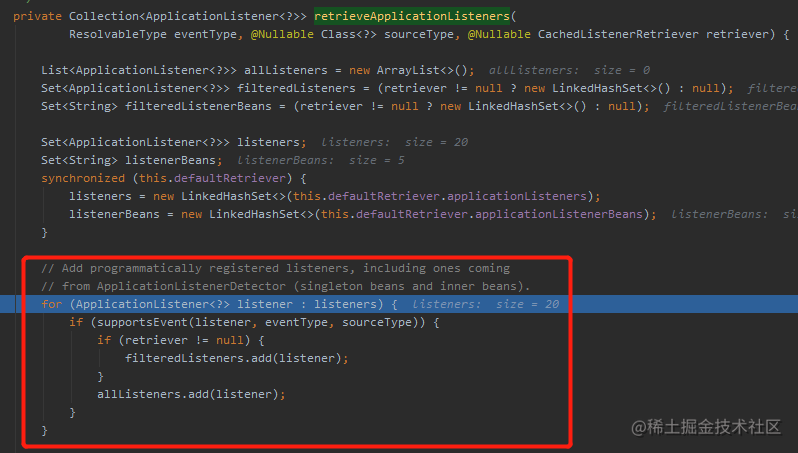 private Collection<ApplicationListener<?>> retrieveApplicationListeners(
ResolvableType eventType, @Nullable Class<?> sourceType, @Nullable CachedListenerRetriever retriever) {
List<ApplicationListener<?>> allListeners = new ArrayList<>(); allListeners: size = 0
Set<ApplicationListener<?>> filteredListeners = (retriever != null ? new LinkedHashSet<>() : null); filtere
Set<String> filteredListenerBeans = (retriever != null ? new LinkedHashSet<>() : null); filteredListenerBea
Set<ApplicationListener<?>> listeners; listeners: size = 20
Set<String> listenerBeans; listenerBeans: size = 5
synchronized (this.defaultRetriever) {
listeners = new LinkedHashSet<>(this.defaultRetriever.applicationListeners);
listenerBeans = new LinkedHashSet<>(this.defaultRetriever.applicationListenerBeans); listenerBeans: si
}
// Add programmatically registered listeners, including ones coming
// from ApplicationListenerDetector (singleton beans and inner beans).
for (ApplicationListener<?> listener : listeners) { listeners: size = 20
if (supportsEvent(listener, eventType, sourceType)) {
if (retriever != null) {
filteredListeners.add(listener);
}
allListeners.add(listener);
}
}
@稀土掘金技术社区